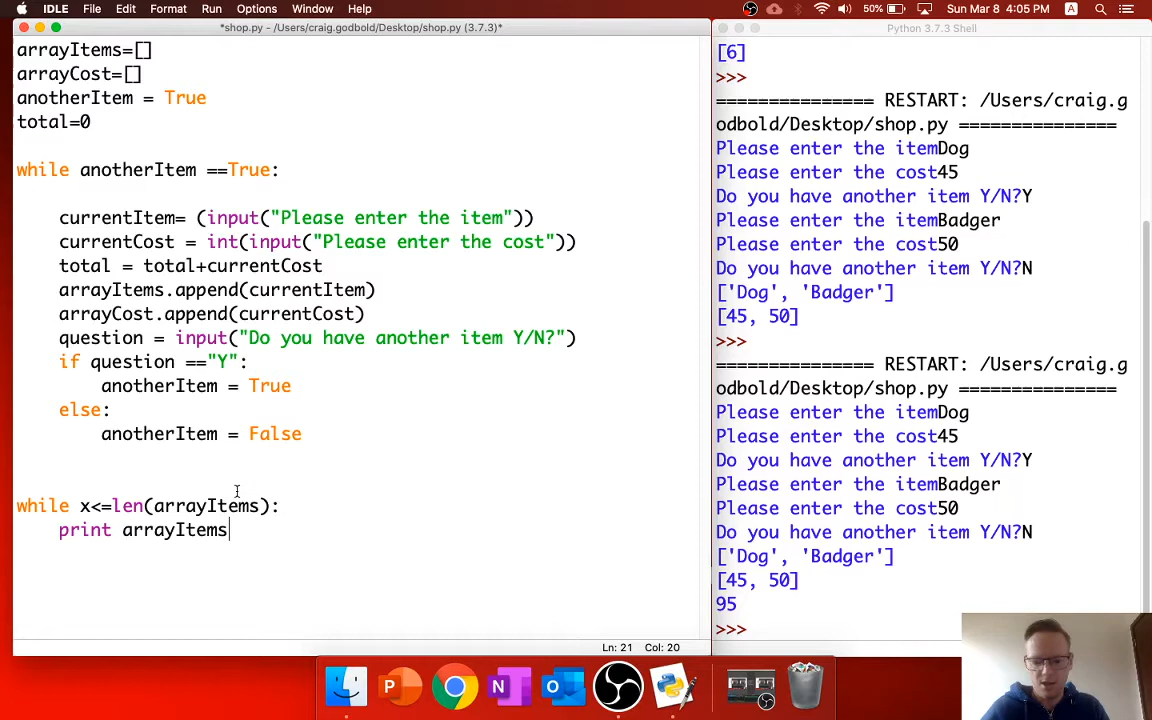 IDLE File Edit Format Run Options Window Help 50% Sun Mar 8 4:05 PM A
*shop.py - /Users/craig.godbold/Desktop/shop.py (3.7.3)*
arrayItems=[]
arrayCost=[]
anotherItem = True
total=0
while anotherItem ==True:
currentItem= (input("Please enter the item"))
currentCost = int(input("Please enter the cost"))
total = total+currentCost
arrayItems.append(currentItem)
arrayCost.append(currentCost)
question = input("Do you have another item Y/N?")
if question =="Y":
anotherItem = True
else:
anotherItem = False
while x<=len(arrayItems):
print arrayItems
Ln: 21 Col: 20
Python 3.7.3 Shell
[6]
>>>
=============== RESTART: /Users/craig.g
odbold/Desktop/shop.py ===============
Please enter the itemDog
Please enter the cost45
Do you have another item Y/N?Y
Please enter the itemBadger
Please enter the cost50
Do you have another item Y/N?N
['Dog', 'Badger']
[45, 50]
>>>
=============== RESTART: /Users/craig.g
odbold/Desktop/shop.py ===============
Please enter the itemDog
Please enter the cost45
Do you have another item Y/N?Y
Please enter the itemBadger
Please enter the cost50
Do you have another item Y/N?N
['Dog', 'Badger']
[45, 50]
95
>>>
P N O